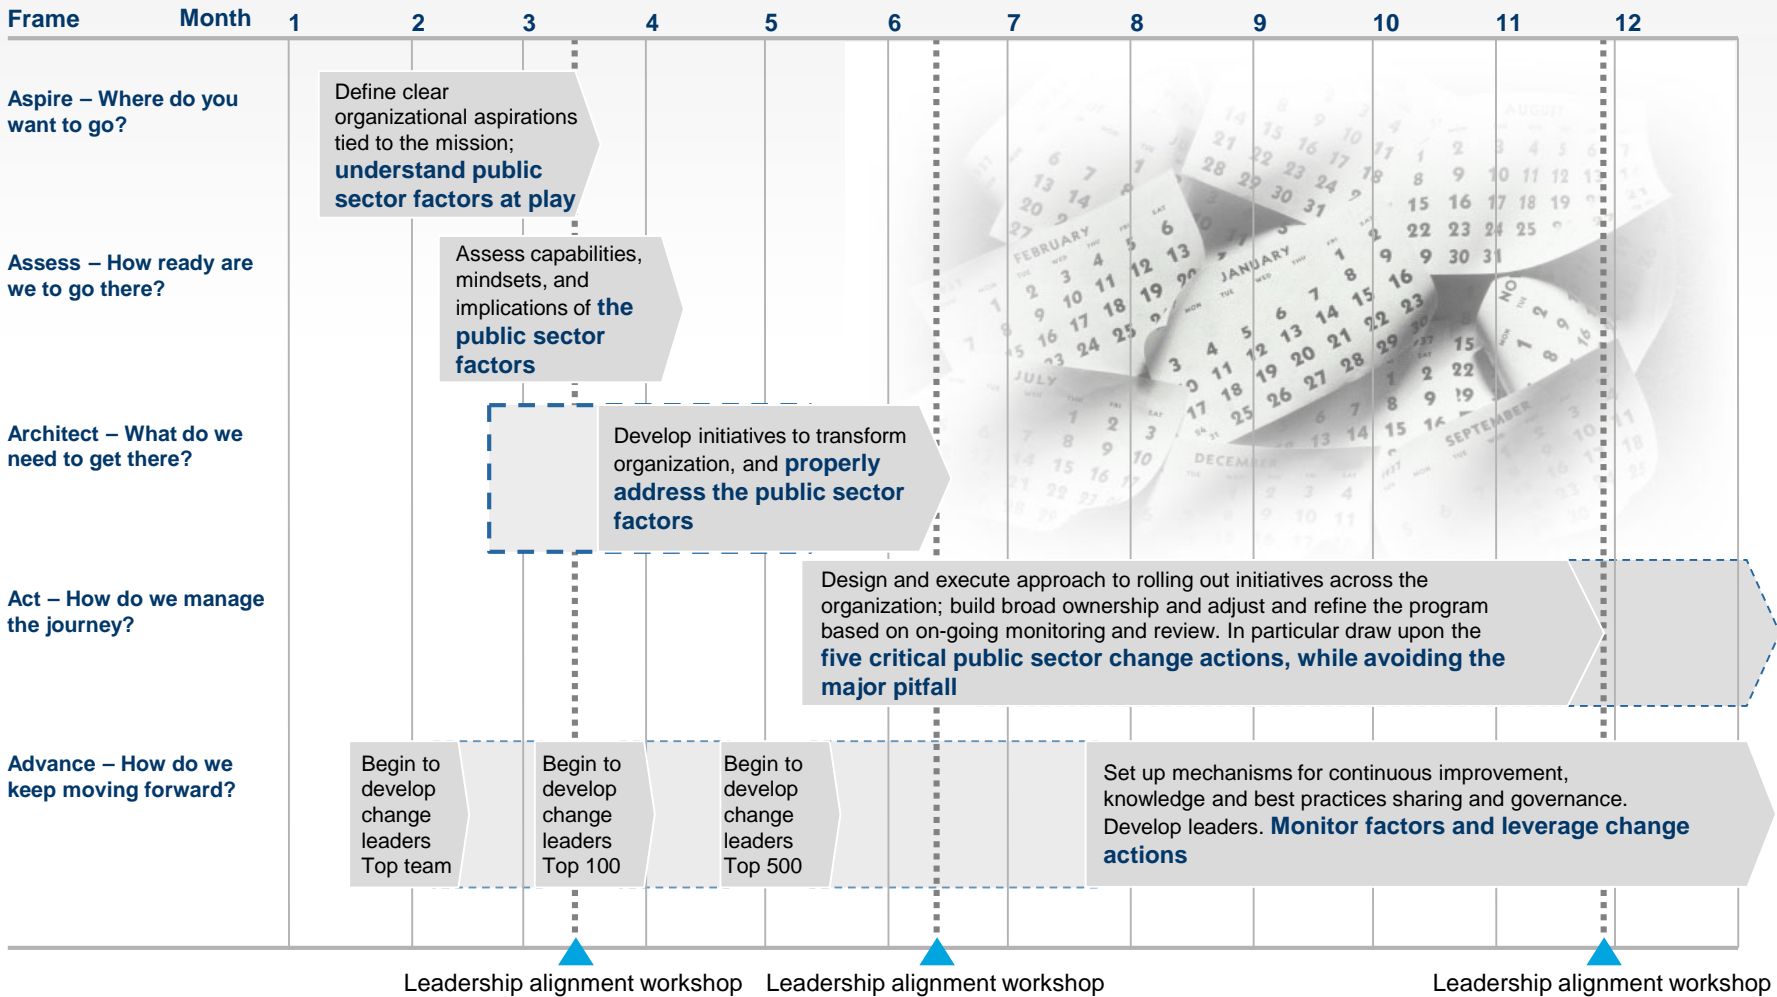 Frame Month 1 2 3 4 5 6 7 8 9 10 11 12
Aspire – Where do you
want to go?
Define clear
organizational aspirations
tied to the mission;
understand public
sector factors at play
Assess – How ready are
we to go there?
Assess capabilities,
mindsets, and
implications of the
public sector
factors
Architect – What do we
need to get there?
Develop initiatives to transform
organization, and properly
address the public sector
factors
Act – How do we manage
the journey?
Design and execute approach to rolling out initiatives across the
organization; build broad ownership and adjust and refine the program
based on on-going monitoring and review. In particular draw upon the
five critical public sector change actions, while avoiding the
major pitfall
Advance – How do we
keep moving forward?
Begin to
develop
change
leaders
Top team
Begin to
develop
change
leaders
Top 100
Begin to
develop
change
leaders
Top 500
Set up mechanisms for continuous improvement,
knowledge and best practices sharing and governance.
Develop leaders. Monitor factors and leverage change
actions
Leadership alignment workshop
Leadership alignment workshop
Leadership alignment workshop
FEBRUARY
JANUARY
JULY
AUGUST
SEPTEMBER
DECEMBER